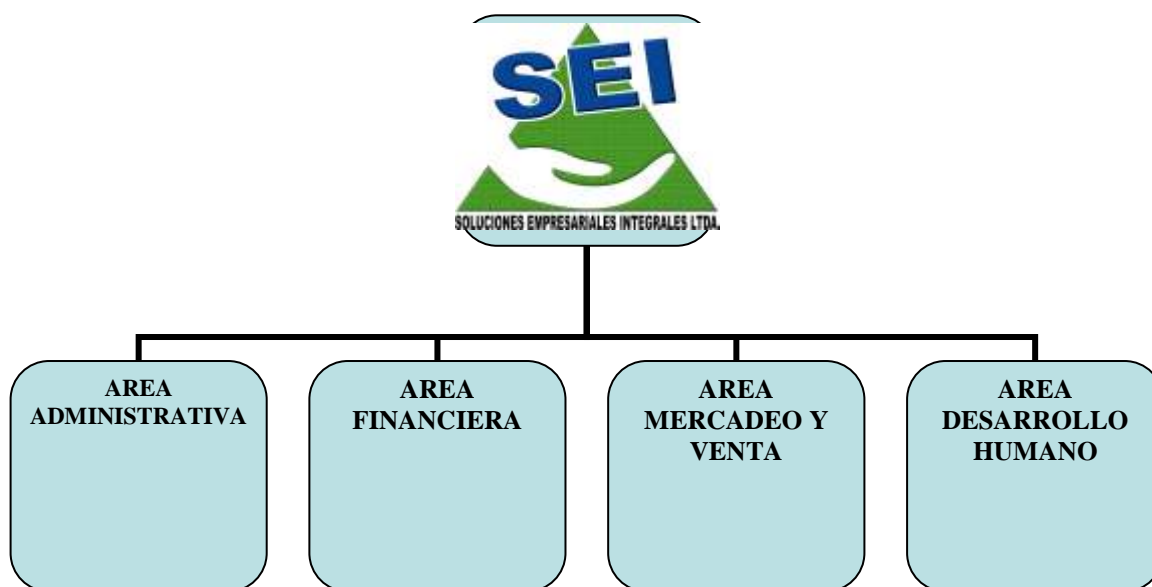 SEI
SOLUCIONES EMPRESARIALES INTEGRALES LTDA.
AREA
ADMINISTRATIVA
AREA
FINANCIERA
AREA
MERCADEO Y
VENTA
AREA
DESARROLLO
HUMANO